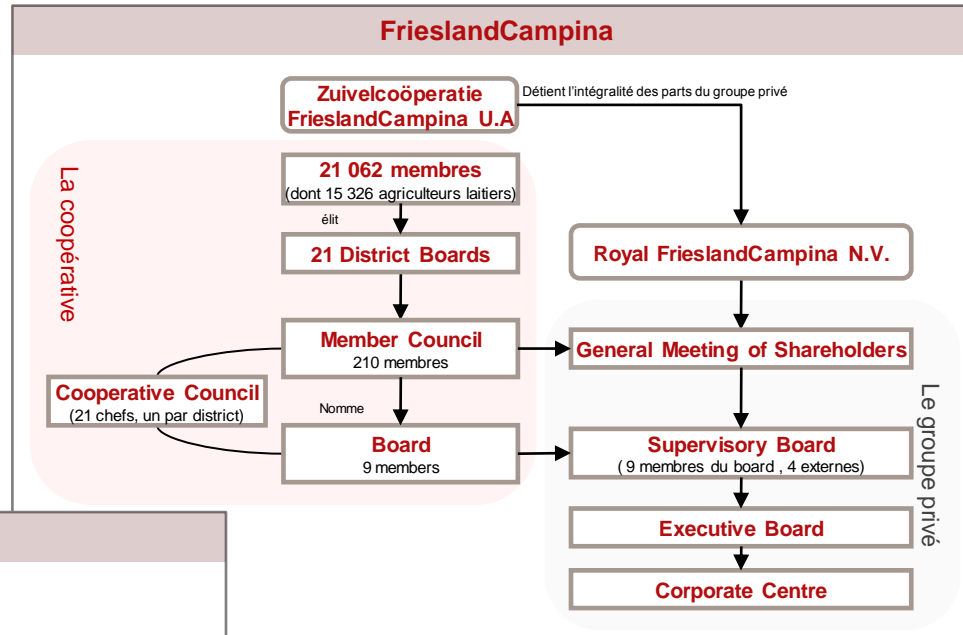 FrieslandCampina
Zuivelcoöperatie
FrieslandCampina U.A
Détient l'intégralité des parts du groupe privé
La coopérative
21 062 membres
(dont 15 326 agriculteurs laitiers)
élit
21 District Boards
Royal FrieslandCampina N.V.
Member Council
210 membres
General Meeting of Shareholders
Cooperative Council
(21 chefs, un par district)
Nomme
Board
9 members
Supervisory Board
( 9 membres du board , 4 externes)
Le groupe privé
Executive Board
Corporate Centre